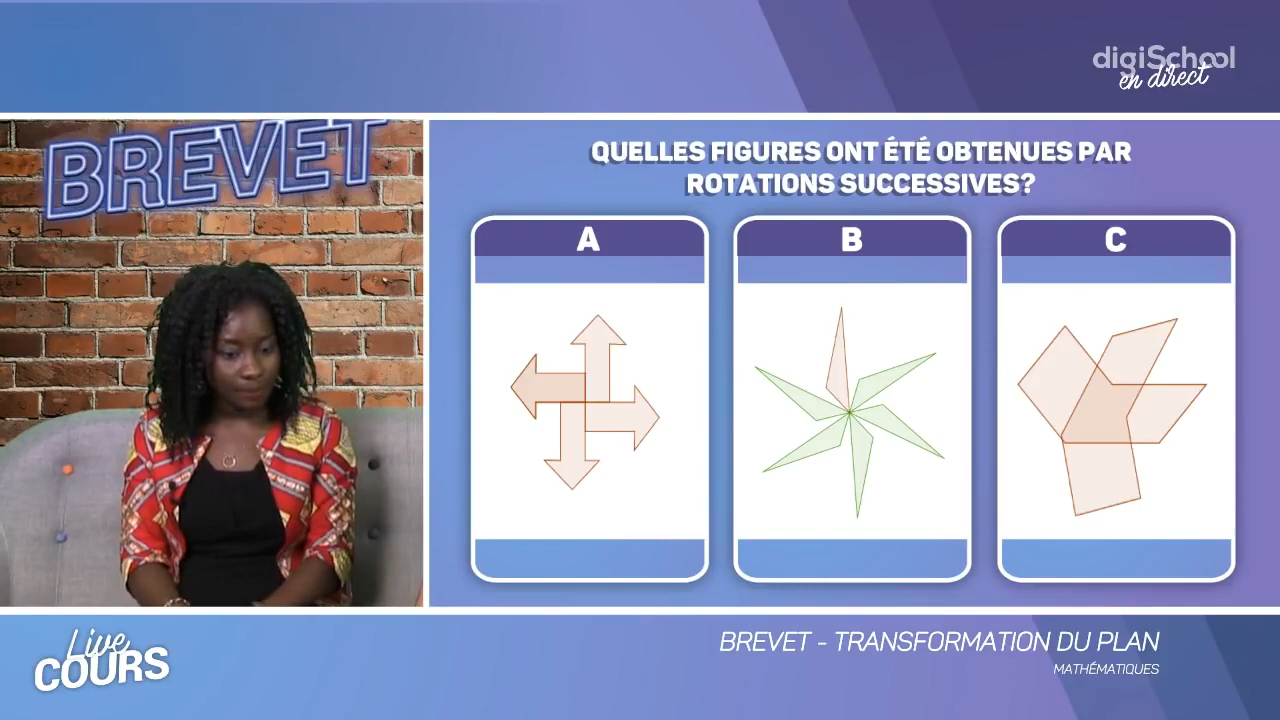 digiSchool
en direct
BREVET
QUELLES FIGURES ONT ÉTÉ OBTENUES PAR
ROTATIONS SUCCESSIVES?
A
B
C
Live
COURS
BREVET - TRANSFORMATION DU PLAN
MATHÉMATIQUES